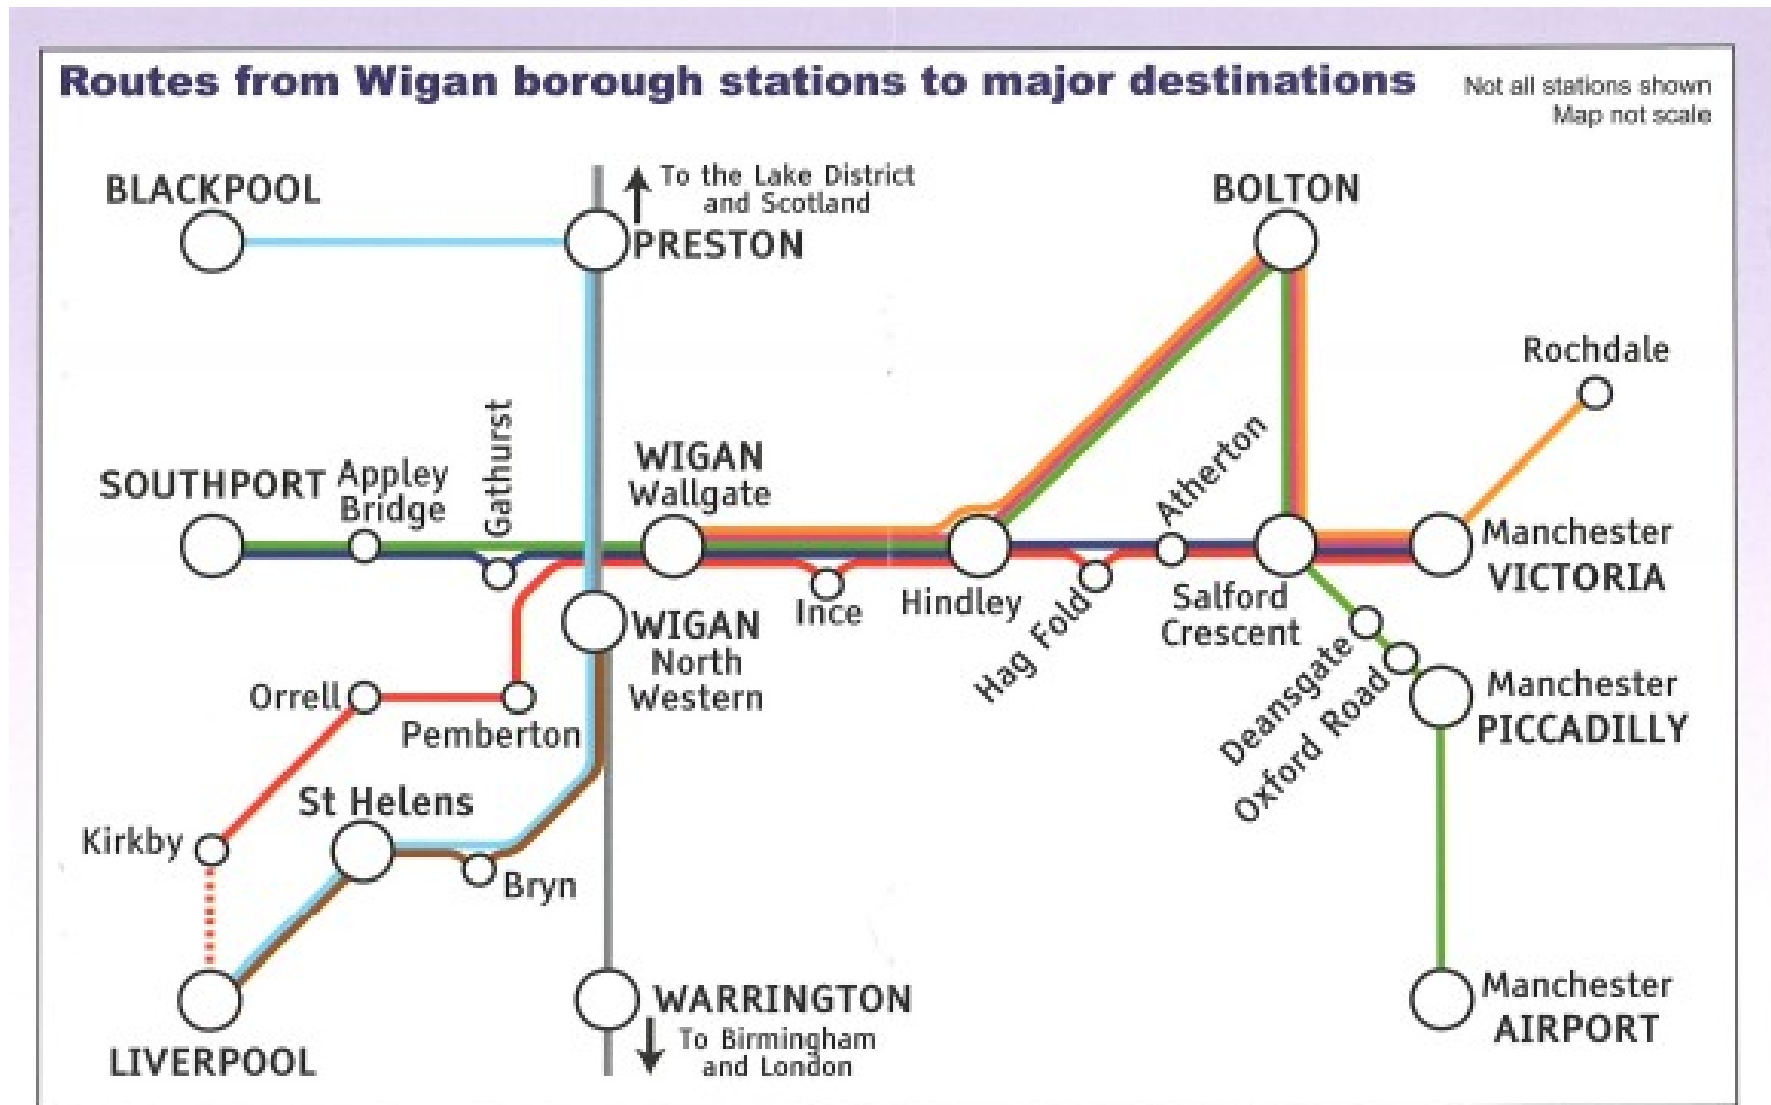 Routes from Wigan borough stations to major destinations
Not all stations shown
Map not scale
BLACKPOOL
To the Lake District
and Scotland
PRESTON
BOLTON
Rochdale
SOUTHPORT
Appley
Bridge
Gathurst
WIGAN
Wallgate
Atherton
Manchester
VICTORIA
Ince
Hindley
Hag Fold
Salford
Crescent
WIGAN
North
Western
Orrell
Pemberton
Deansgate
Oxford Road
Manchester
PICCADILLY
St Helens
Kirkby
Bryn
LIVERPOOL
WARRINGTON
To Birmingham
and London
Manchester
AIRPORT